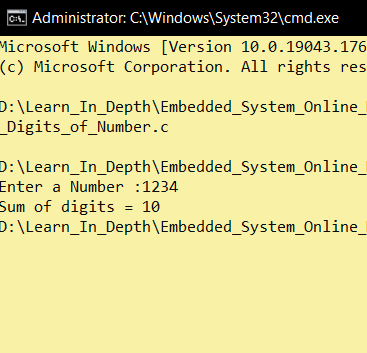 Administrator: C:\Windows\System32\cmd.exe
Microsoft Windows [Version 10.0.19043.176
(c) Microsoft Corporation. All rights res
D:\Learn_In_Depth\Embedded_System_Online_
_Digits_of_Number.c
D:\Learn_In_Depth\Embedded_System_Online_
Enter a Number :1234
Sum of digits = 10
D:\Learn_In_Depth\Embedded_System_Online_